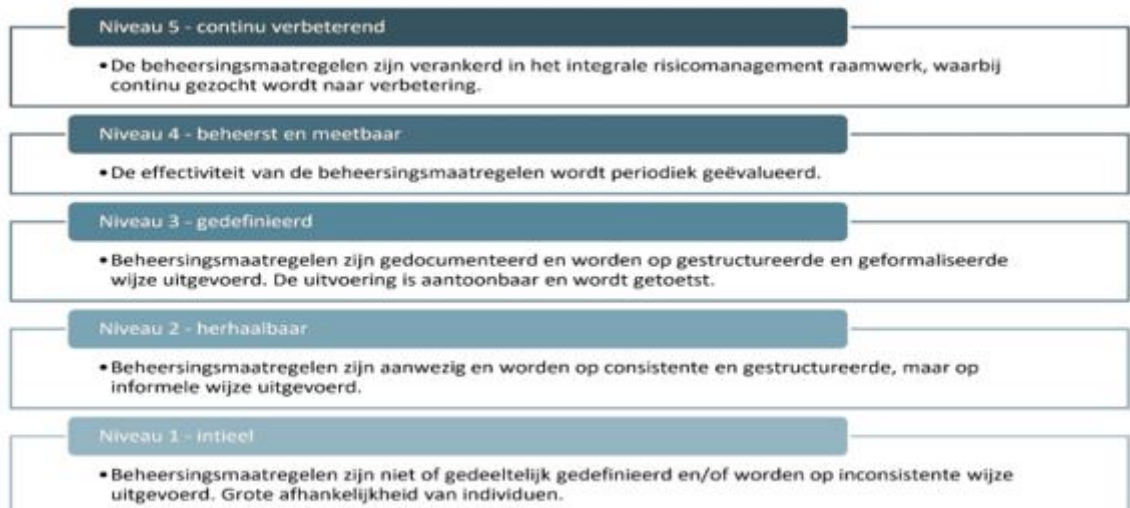 Niveau 5 - continu verbeterend
•De beheersingsmaatregelen zijn verankerd in het integrale risicomanagement raamwerk, waarbij
continu gezocht wordt naar verbetering.
Niveau 4 - beheerst en meetbaar
•De effectiviteit van de beheersingsmaatregelen wordt periodiek geëvalueerd.
Niveau 3 - gedefinieerd
•Beheersingsmaatregelen zijn gedocumenteerd en worden op gestructureerde en geformaliseerde
wijze uitgevoerd. De uitvoering is aantoonbaar en wordt getoetst.
Niveau 2 - herhaalbaar
•Beheersingsmaatregelen zijn aanwezig en worden op consistente en gestructureerde, maar op
informele wijze uitgevoerd.
Niveau 1 - intieel
•Beheersingsmaatregelen zijn niet of gedeeltelijk gedefinieerd en/of worden op inconsistente wijze
uitgevoerd. Grote afhankelijkheid van individuen.